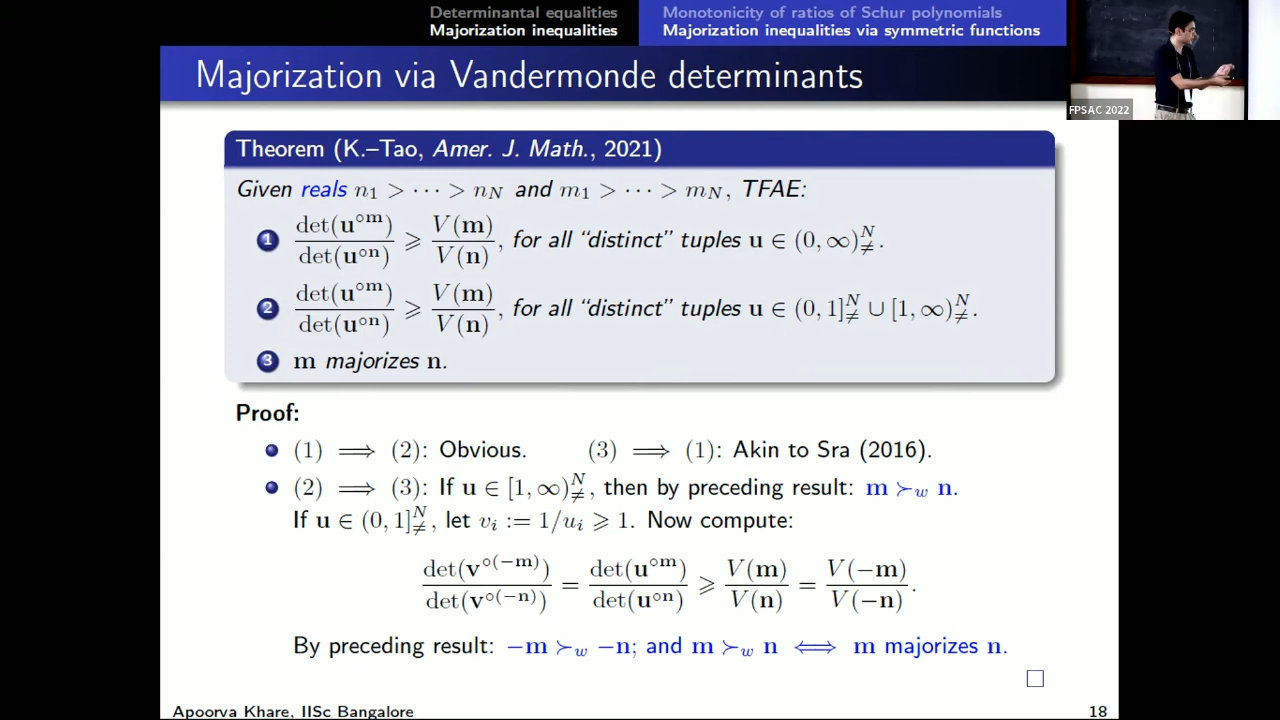 Determinantal equalities
Majorization inequalities
Monotonicity of ratios of Schur polynomials
Majorization inequalities via symmetric functions
Majorization via Vandermonde determinants
FPSAC 2022
Theorem (K.–Tao, Amer. J. Math., 2021)
Given reals n₁ > ⋯ > n_N and m₁ > ⋯ > m_N, TFAE:
1 det(u^{∘m})/det(u^{∘n}) ⩾ V(m)/V(n), for all “distinct” tuples u ∈ (0, ∞)^N_≠.
2 det(u^{∘m})/det(u^{∘n}) ⩾ V(m)/V(n), for all “distinct” tuples u ∈ (0, 1]^N_≠ ∪ [1, ∞)^N_≠.
3 m majorizes n.
Proof:
(1) ⟹ (2): Obvious. (3) ⟹ (1): Akin to Sra (2016).
(2) ⟹ (3): If u ∈ [1, ∞)^N_≠, then by preceding result: m ≻_w n.
If u ∈ (0, 1]^N_≠, let v_i := 1/u_i ⩾ 1. Now compute:
det(v^{∘(−m)})/det(v^{∘(−n)}) = det(u^{∘m})/det(u^{∘n}) ⩾ V(m)/V(n) = V(−m)/V(−n).
By preceding result: −m ≻_w −n; and m ≻_w n ⟺ m majorizes n.
□
Apoorva Khare, IISc Bangalore
18